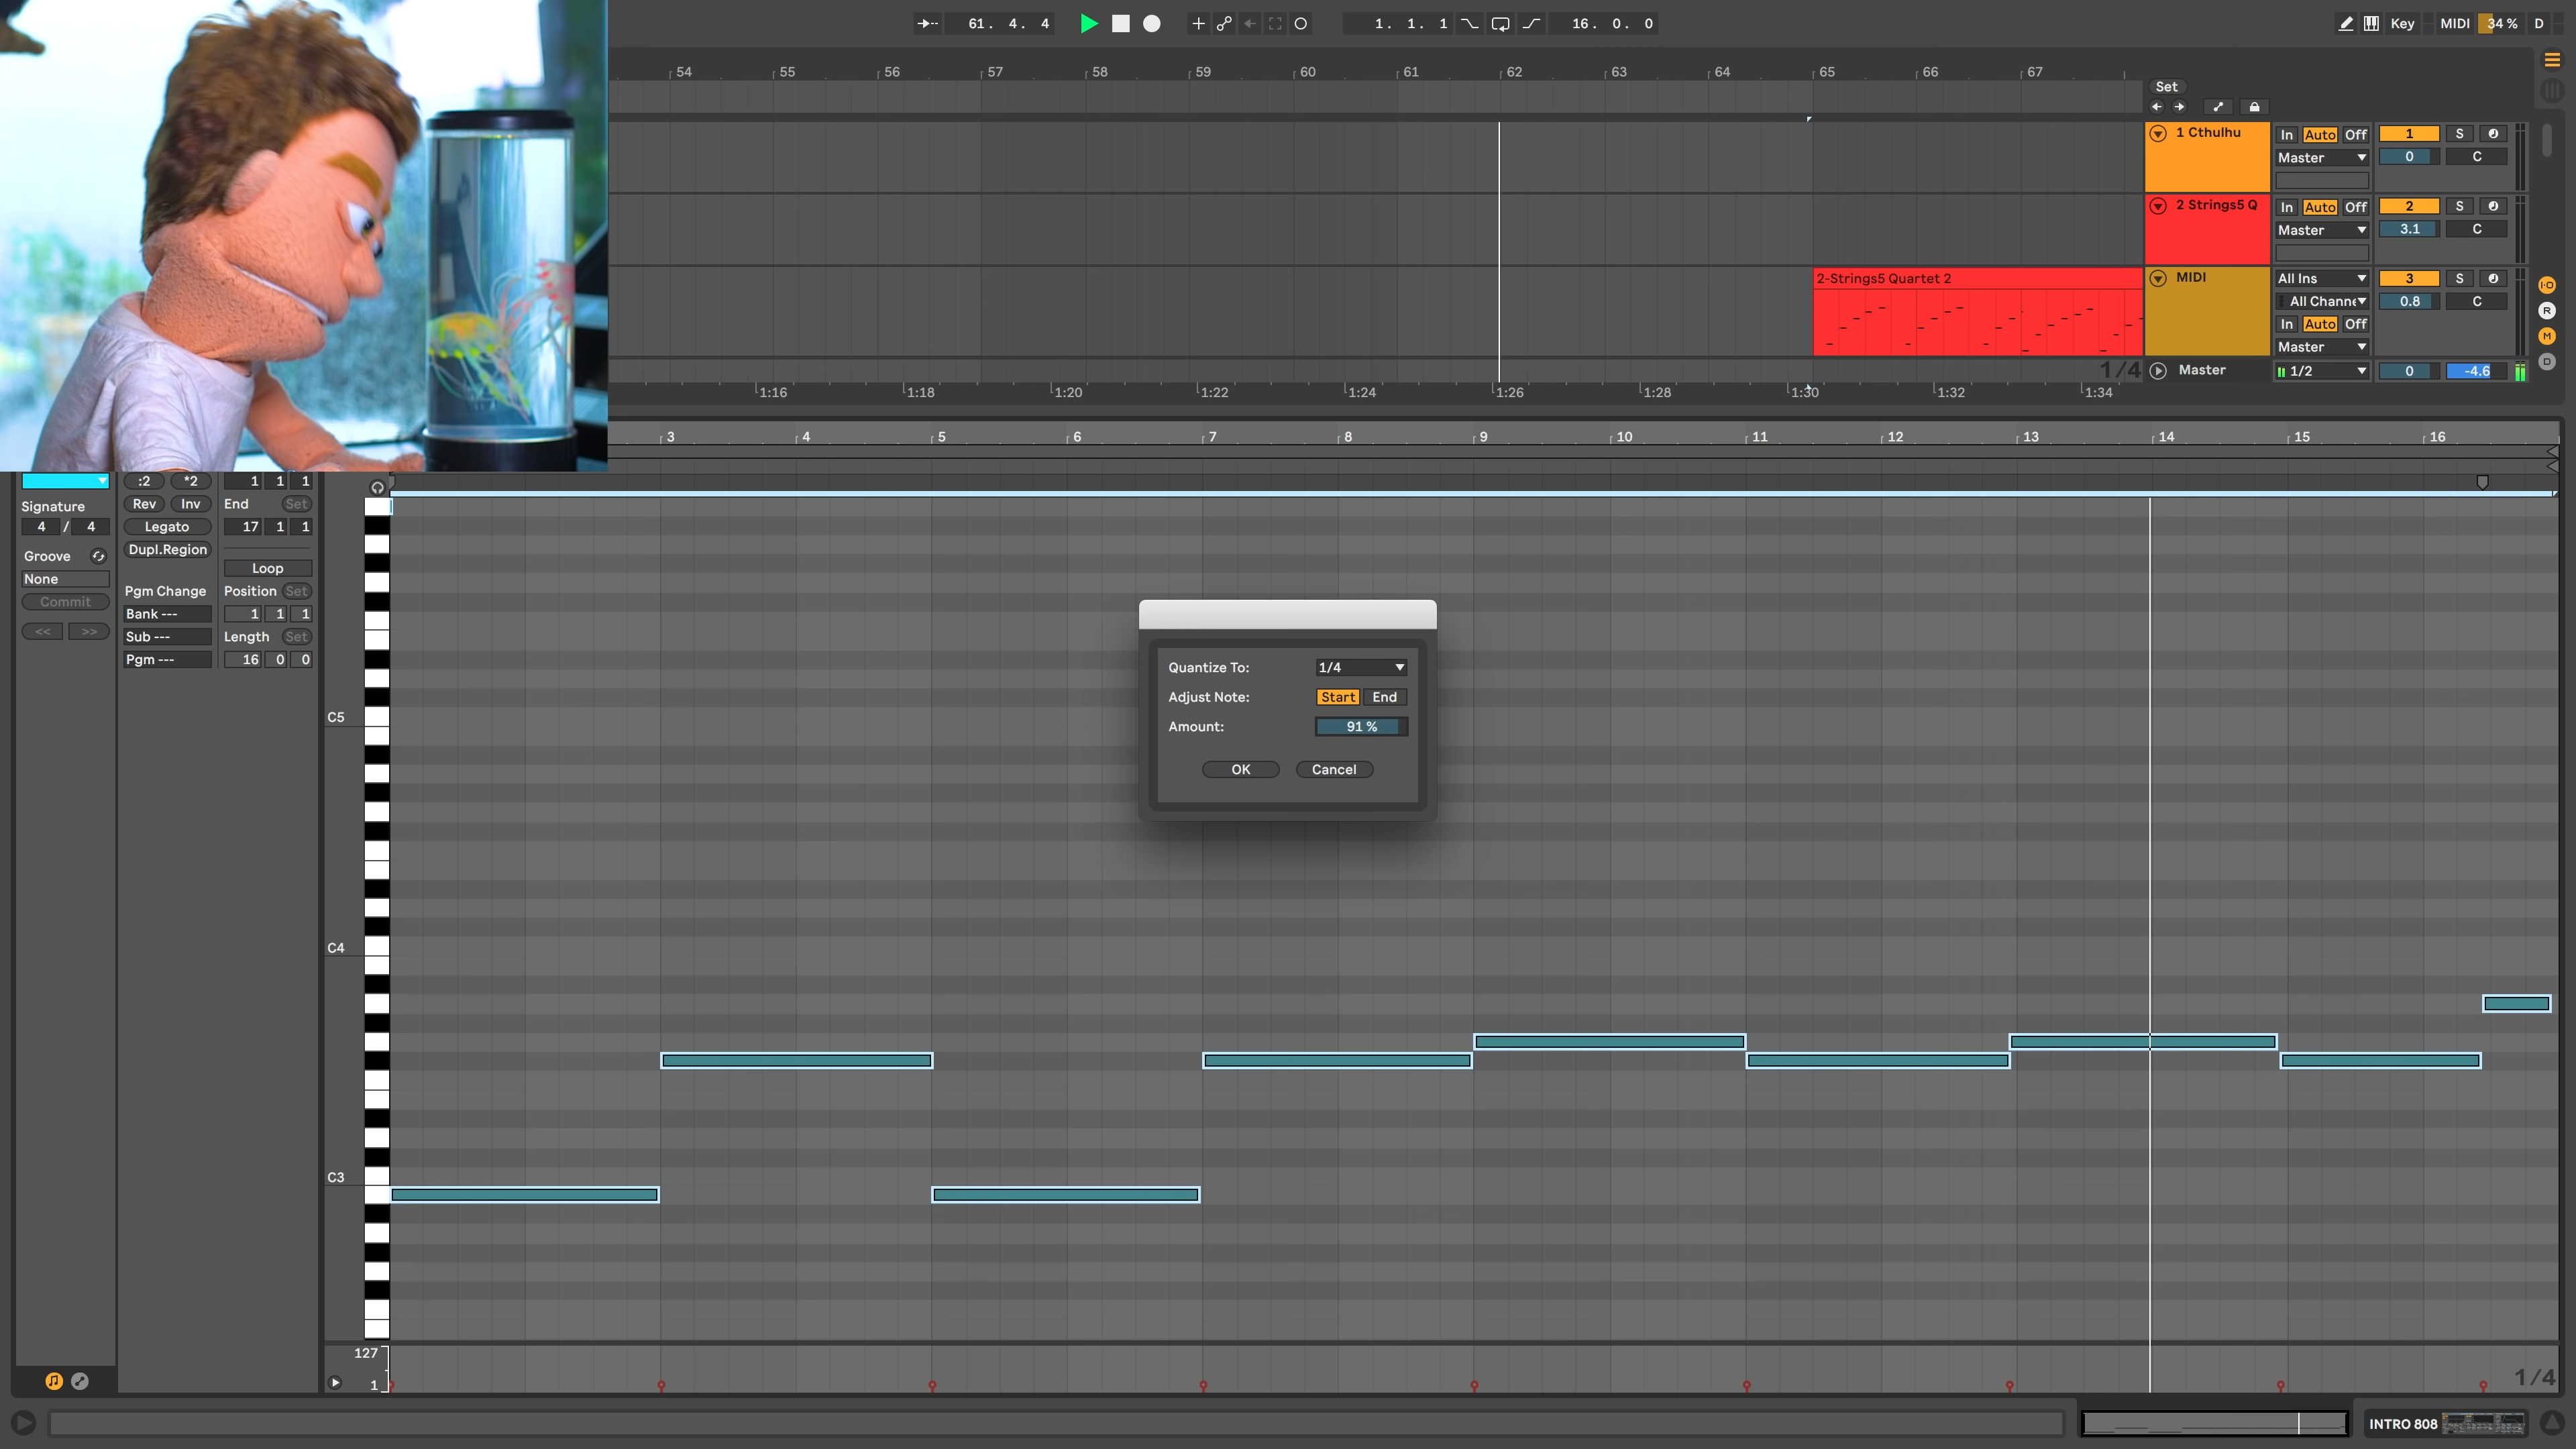 61. 4. 4
1. 1. 1
16. 0. 0
Key
MIDI
34 %
D
54 55 56 57 58 59 60 61 62 63 64 65 66 67
Set
1 Cthulhu
In Auto Off
1
S
Master
0
C
2 Strings5 Q
In Auto Off
2
S
Master
3.1
C
2-Strings5 Quartet 2
MIDI
All Ins
3
S
All Channe
0.8
C
In Auto Off
Master
1/4
Master
1/2
0
-4.6
I·O
R
M
D
1:16 1:18 1:20 1:22 1:24 1:26 1:28 1:30 1:32 1:34
3 4 5 6 7 8 9 10 11 12 13 14 15 16
:2 *2
1 1 1
Signature
Rev Inv
End Set
4 / 4
Legato
17 1 1
Dupl.Region
Groove
Loop
None
Pgm Change
Position Set
Commit
Bank ---
1 1 1
<< >>
Sub ---
Length Set
Pgm ---
16 0 0
Quantize To: 1/4
Adjust Note: Start End
Amount: 91 %
OK Cancel
C5
C4
C3
127
1
1/4
INTRO 808